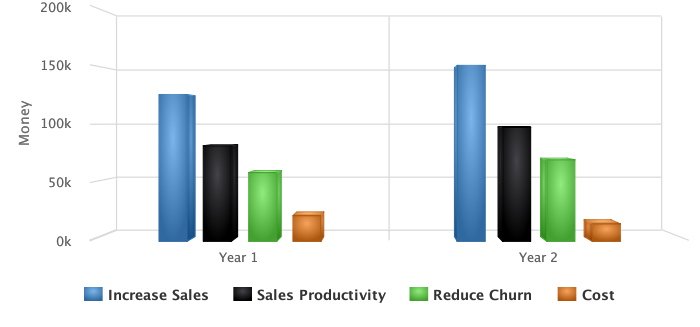 200k
150k
100k
50k
0k
Money
Year 1
Year 2
Increase Sales
Sales Productivity
Reduce Churn
Cost